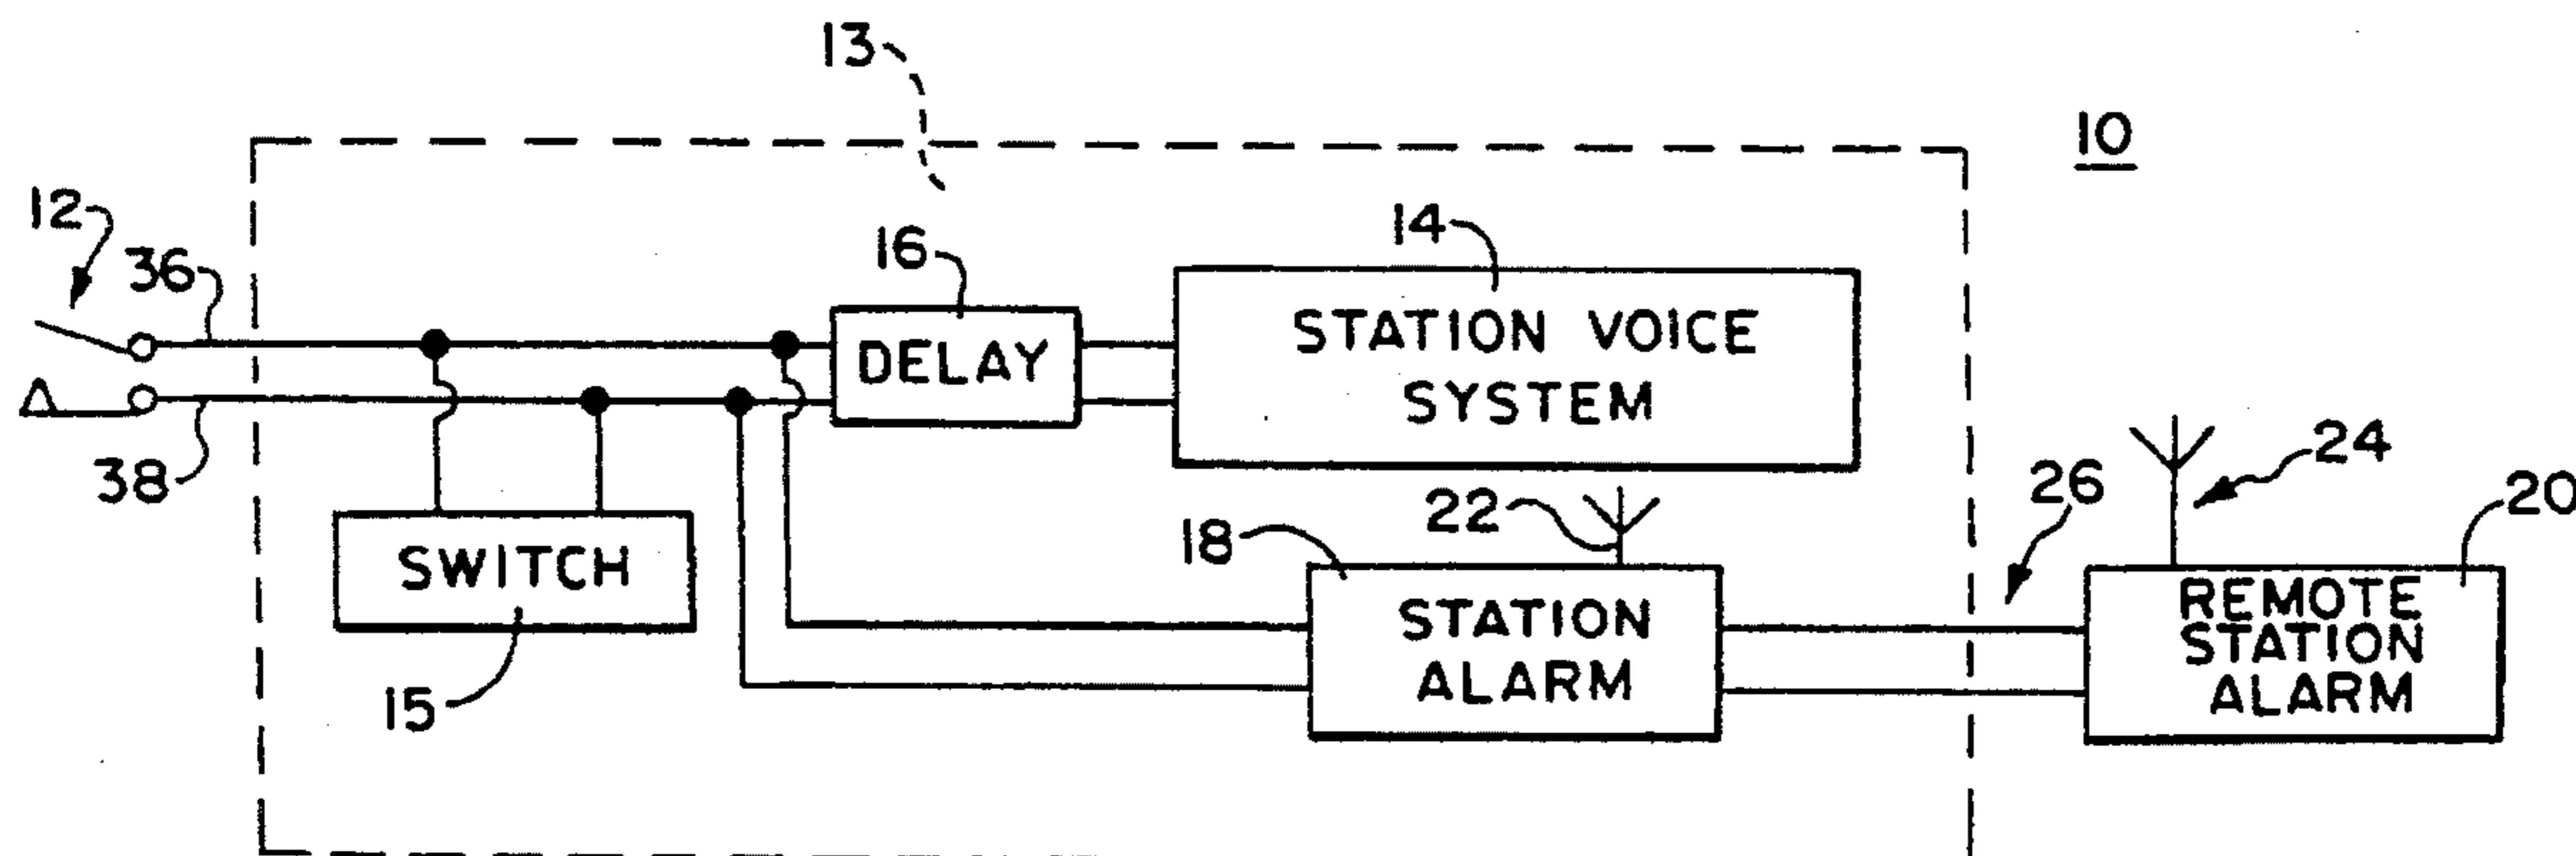 13
10
12
36
16
14
DELAY
STATION VOICE
SYSTEM
38
24
26
20
22
18
SWITCH
STATION
ALARM
REMOTE
STATION
ALARM
15